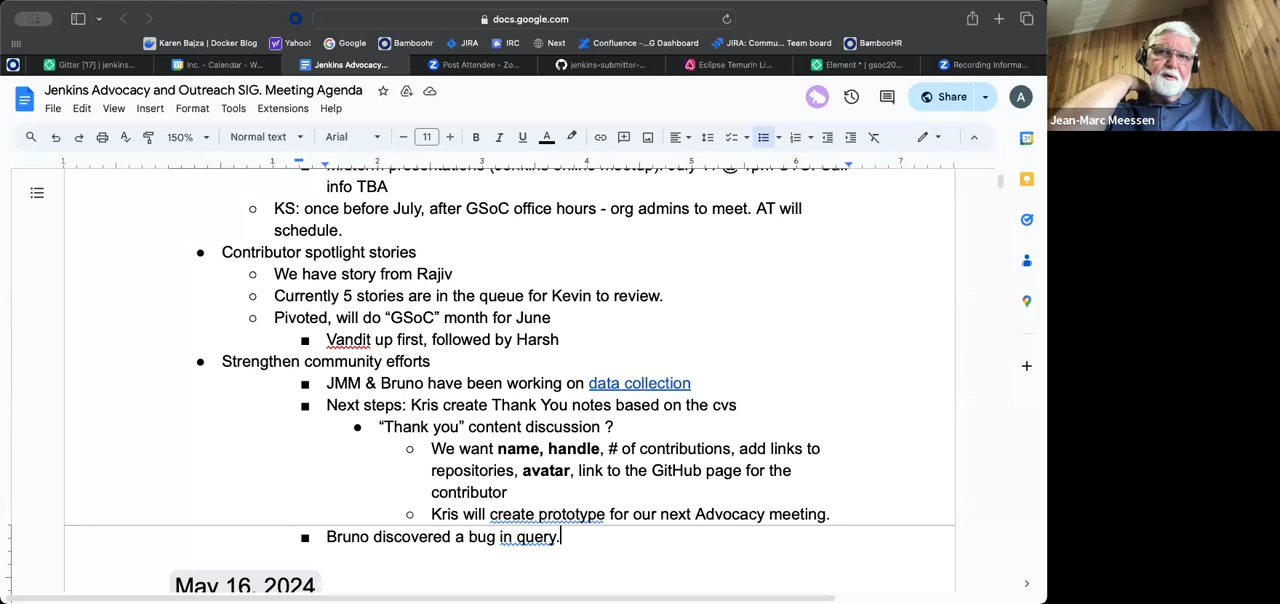 docs.google.com
Karen Bajza | Docker Blog
Yahoo!
Google
Bamboohr
JIRA
IRC
Next
Confluence ...G Dashboard
JIRA: Commu... Team board
BambooHR
Gitter [17] | jenkins...
Inc. - Calendar - W...
Jenkins Advocacy...
Post Attendee - Zo...
jenkins-submitter-...
Eclipse Temurin Li...
Element * | gsoc20...
Recording Informa...
Jenkins Advocacy and Outreach SIG. Meeting Agenda
File Edit View Insert Format Tools Extensions Help
Share
A
150% Normal text Arial 11 B I U A
1 1 2 3 4 5 6 7
info TBA
KS: once before July, after GSoC office hours - org admins to meet. AT will
schedule.
Contributor spotlight stories
We have story from Rajiv
Currently 5 stories are in the queue for Kevin to review.
Pivoted, will do “GSoC” month for June
Vandit up first, followed by Harsh
Strengthen community efforts
JMM & Bruno have been working on data collection
Next steps: Kris create Thank You notes based on the cvs
“Thank you” content discussion ?
We want name, handle, # of contributions, add links to
repositories, avatar, link to the GitHub page for the
contributor
Kris will create prototype for our next Advocacy meeting.
Bruno discovered a bug in query.
May 16, 2024
Jean-Marc Meessen